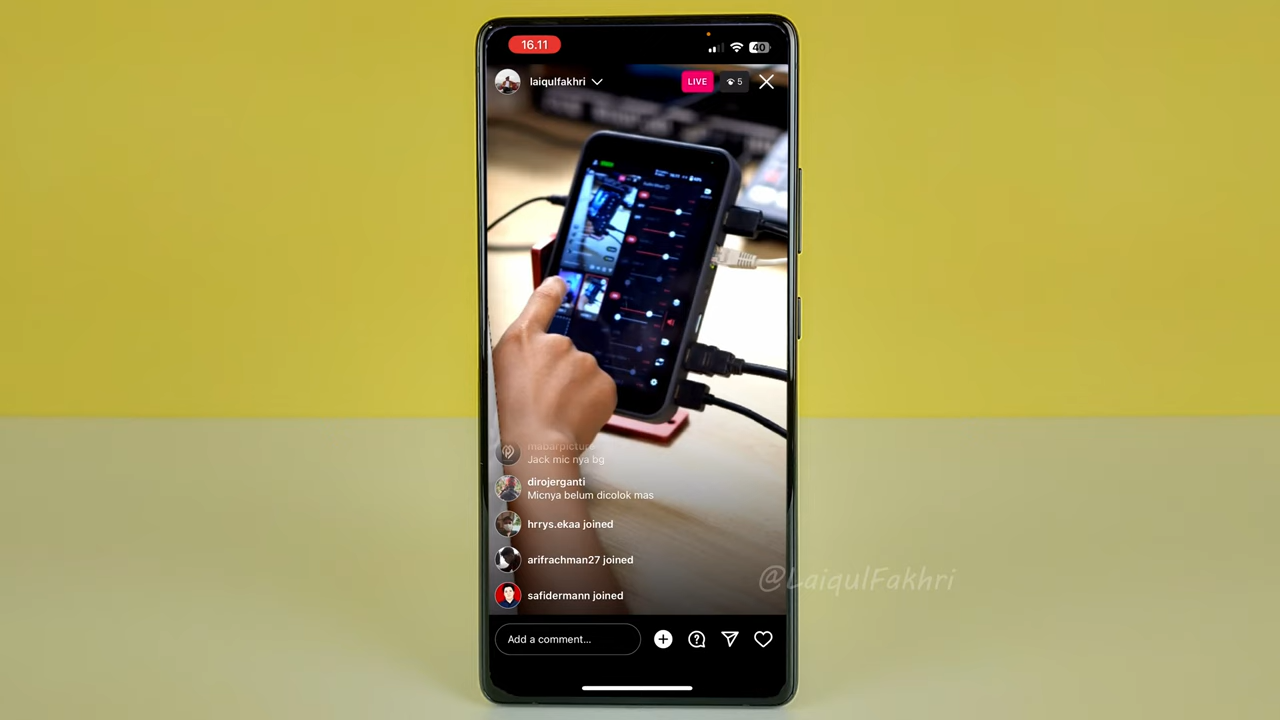 16.11
40
laiqulfakhri
LIVE
5
Jack mic nya bg
dirojerganti
Micnya belum dicolok mas
hrrys.ekaa joined
arifrachman27 joined
safidermann joined
@LaiqulFakhri
Add a comment...